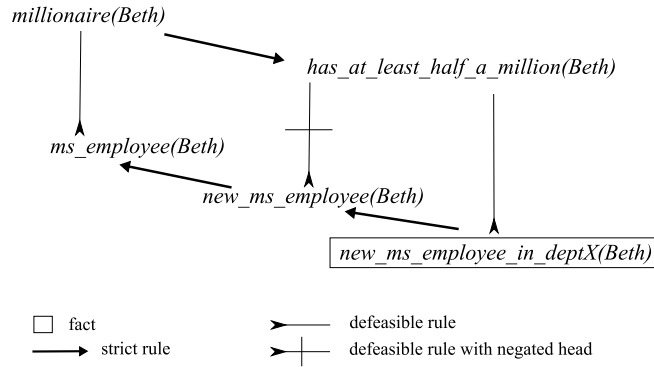 millionaire(Beth)
has_at_least_half_a_million(Beth)
ms_employee(Beth)
new_ms_employee(Beth)
new_ms_employee_in_deptX(Beth)
fact
defeasible rule
strict rule
defeasible rule with negated head